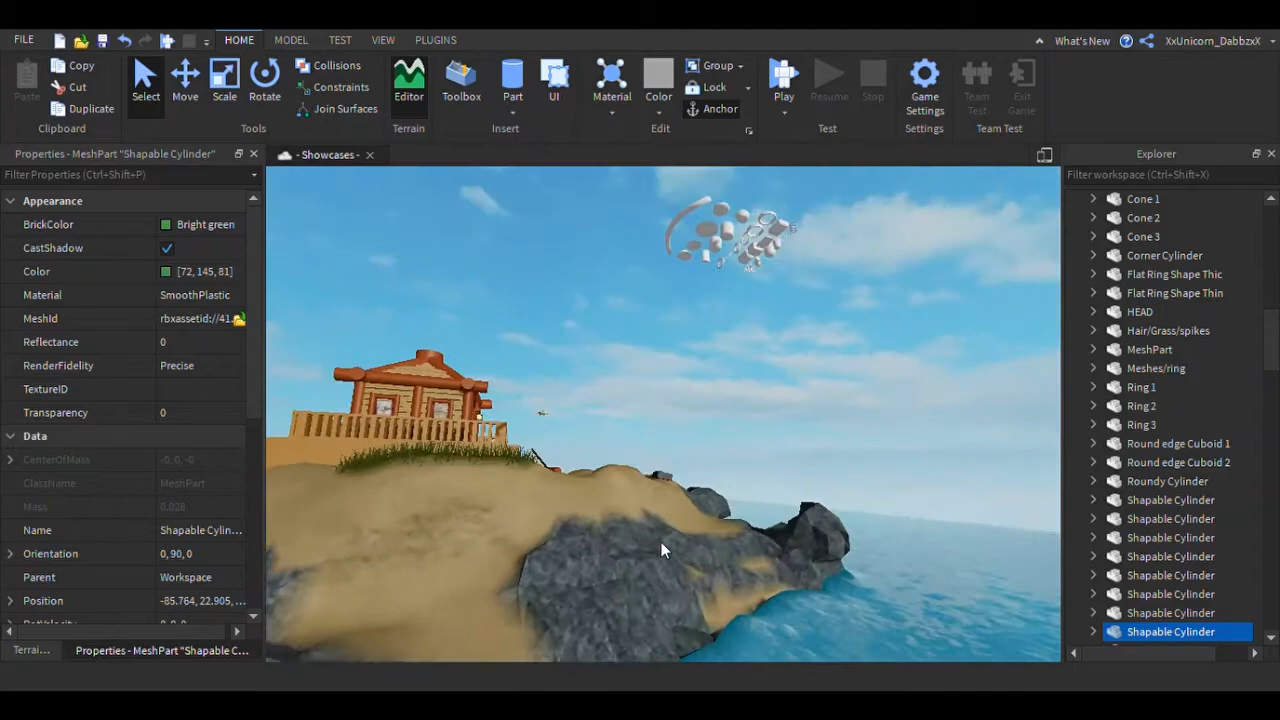 FILE HOME MODEL TEST VIEW PLUGINS What's New XxUnicorn_DabbzxX
Paste Copy Cut Duplicate Clipboard
Select Move Scale Rotate Collisions Constraints Join Surfaces Tools
Editor Terrain
Toolbox Part UI Insert
Material Color Group Lock Anchor Edit
Play Resume Stop Test
Game Settings Settings
Team Test Exit Game Team Test
Properties - MeshPart "Shapable Cylinder"
Filter Properties (Ctrl+Shift+P)
Appearance
BrickColor Bright green
CastShadow
Color [72,145,81]
Material SmoothPlastic
MeshId rbxassetid://41...
Reflectance 0
RenderFidelity Precise
TextureID
Transparency 0
Data
CenterOfMass -0, 0, -0
ClassName MeshPart
Mass 0.028
Name Shapable Cylin...
Orientation 0, 90, 0
Parent Workspace
Position -85.764, 22.905, ...
Terrai... Properties - MeshPart "Shapable C...
- Showcases -
Explorer
Filter workspace (Ctrl+Shift+X)
Cone 1
Cone 2
Cone 3
Corner Cylinder
Flat Ring Shape Thic
Flat Ring Shape Thin
HEAD
Hair/Grass/spikes
MeshPart
Meshes/ring
Ring 1
Ring 2
Ring 3
Round edge Cuboid 1
Round edge Cuboid 2
Roundy Cylinder
Shapable Cylinder
Shapable Cylinder
Shapable Cylinder
Shapable Cylinder
Shapable Cylinder
Shapable Cylinder
Shapable Cylinder
Shapable Cylinder